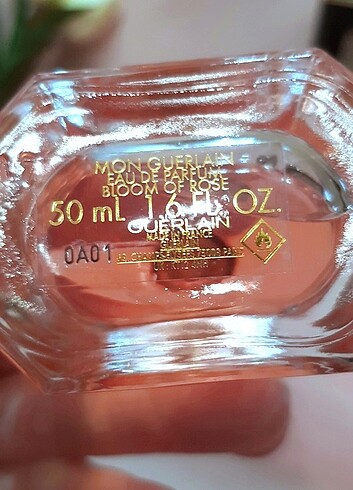 MON GUERLAIN
EAU DE PARFUM
BLOOM OF ROSE
50 mL 1.6 FL. OZ.
GUERLAIN
MADE IN FRANCE
0A01